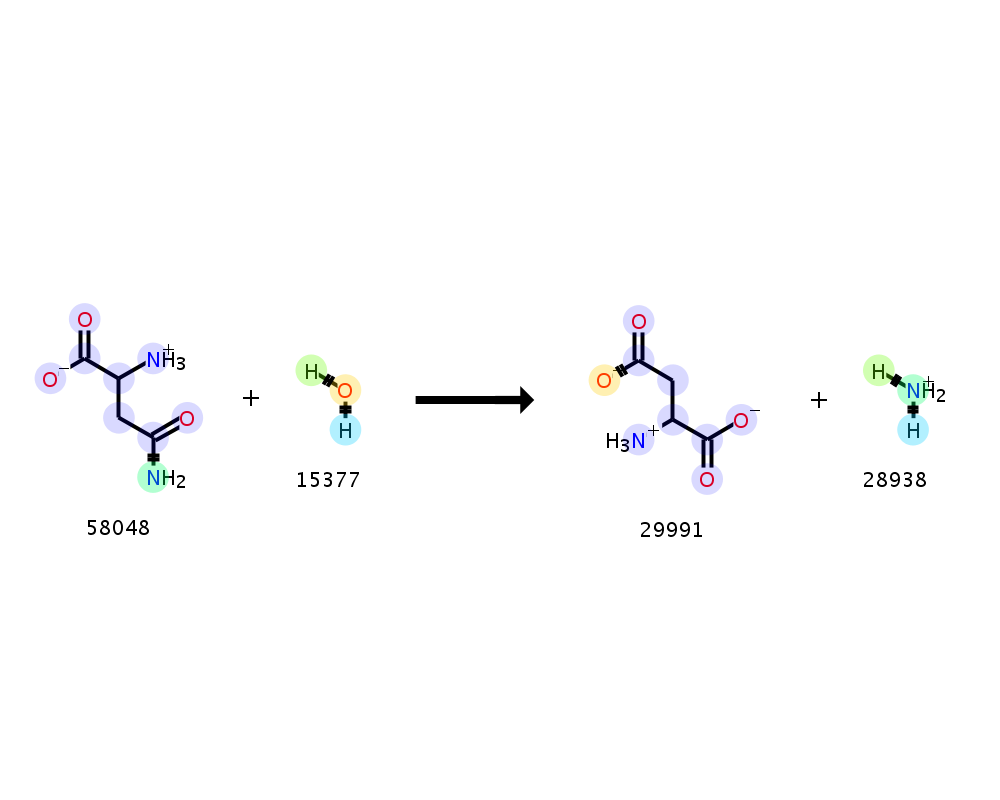 O
O−
NH3+
O
NH2
58048
+
H
O
H
15377
O
O−
H3N+
O−
O
29991
+
H
NH2+
H
28938